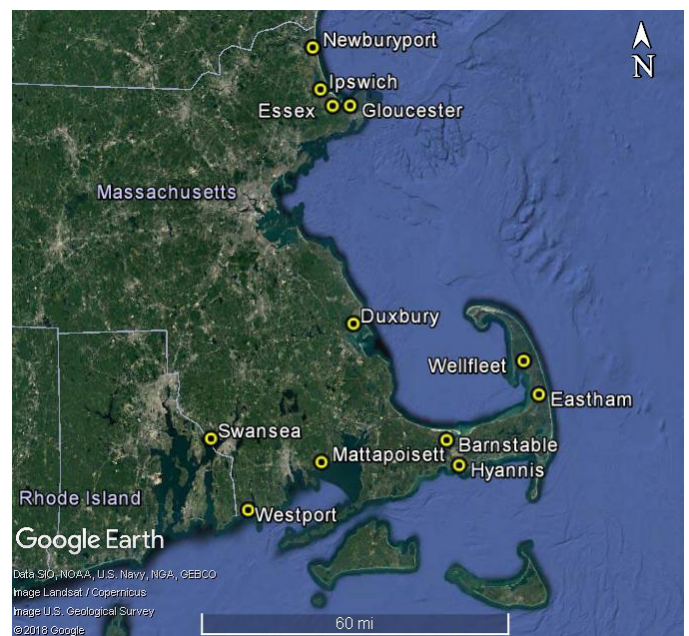 Newburyport
N
Ipswich
Essex
Gloucester
Massachusetts
Duxbury
Wellfleet
Eastham
Swansea
Barnstable
Mattapoisett
Hyannis
Rhode Island
Westport
Google Earth
Data SIO, NOAA, U.S. Navy, NGA, GEBCO
Image Landsat / Copernicus
Image U.S. Geological Survey
©2018 Google
60 mi